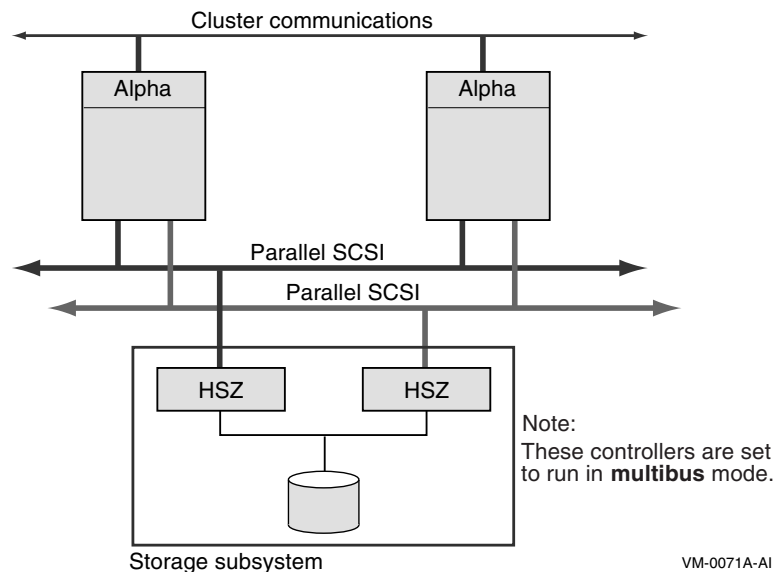 Cluster communications
Alpha
Alpha
Parallel SCSI
Parallel SCSI
HSZ
HSZ
Note:
These controllers are set
to run in multibus mode.
Storage subsystem
VM-0071A-AI